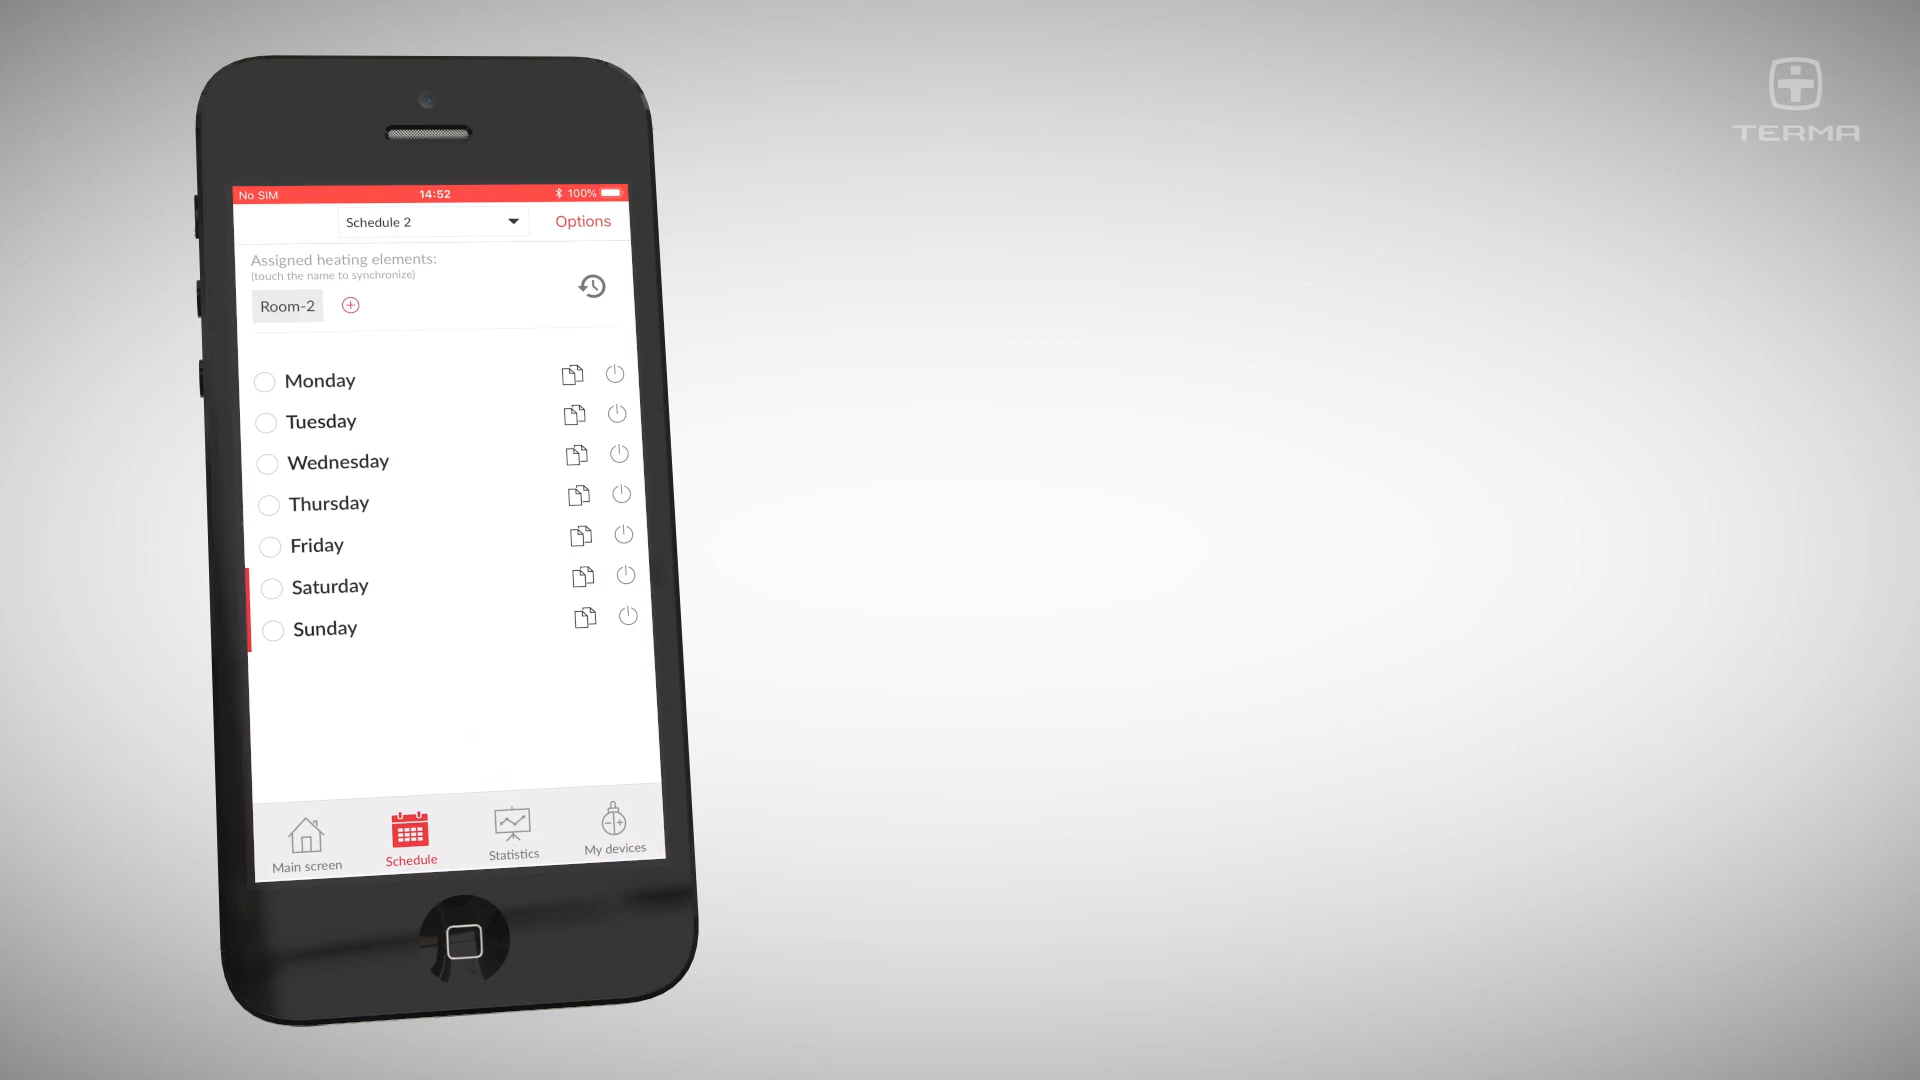 TERMA
No SIM 14:52 100%
Schedule 2 Options
Assigned heating elements:
(touch the name to synchronize)
Room-2
Monday
Tuesday
Wednesday
Thursday
Friday
Saturday
Sunday
Main screen Schedule Statistics My devices